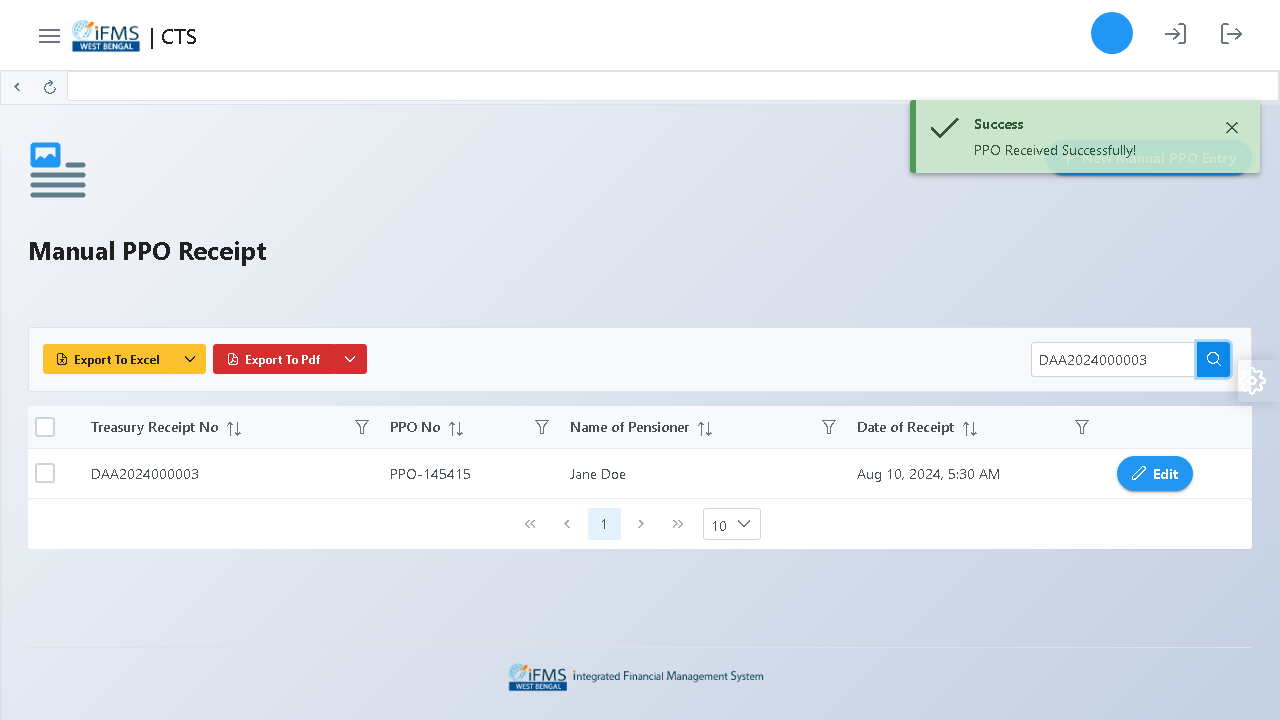 iFMS
WEST BENGAL
| CTS
Success
PPO Received Successfully!
+ New Manual PPO Entry
Manual PPO Receipt
Export To Excel
Export To Pdf
DAA2024000003
Treasury Receipt No
PPO No
Name of Pensioner
Date of Receipt
DAA2024000003
PPO-145415
Jane Doe
Aug 10, 2024, 5:30 AM
Edit
1
10
iFMS
WEST BENGAL
Integrated Financial Management System